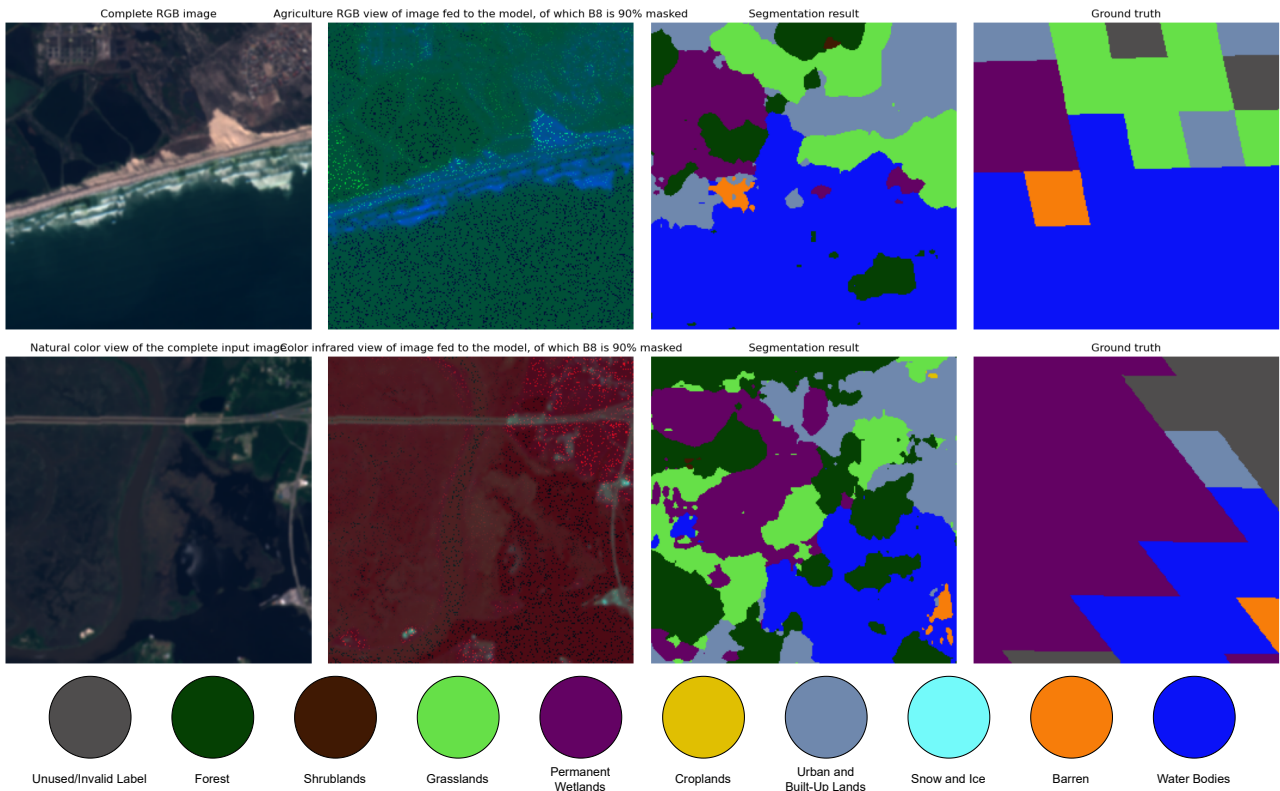 Complete RGB image
Agriculture RGB view of image fed to the model, of which B8 is 90% masked
Segmentation result
Ground truth
Natural color view of the complete input image
Color infrared view of image fed to the model, of which B8 is 90% masked
Segmentation result
Ground truth
Unused/Invalid Label
Forest
Shrublands
Grasslands
Permanent
Wetlands
Croplands
Urban and
Built-Up Lands
Snow and Ice
Barren
Water Bodies